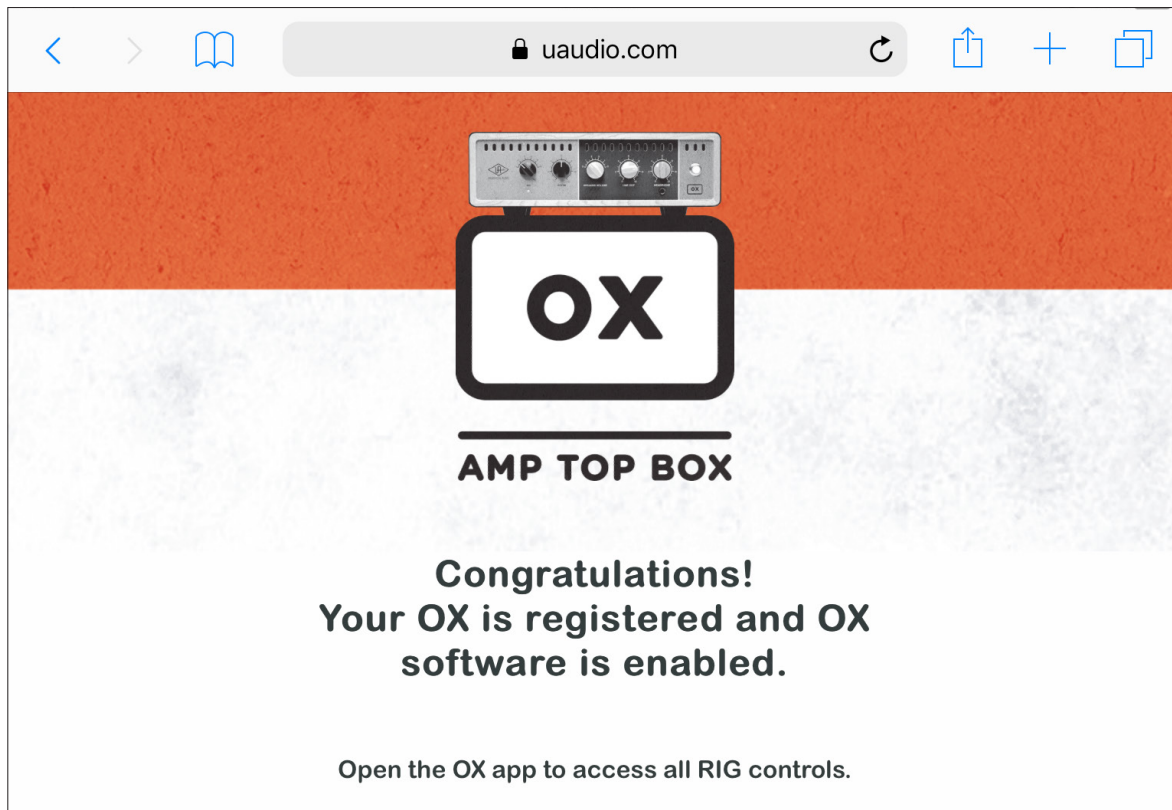 uaudio.com
OX
OX
AMP TOP BOX
Congratulations!
Your OX is registered and OX
software is enabled.
Open the OX app to access all RIG controls.